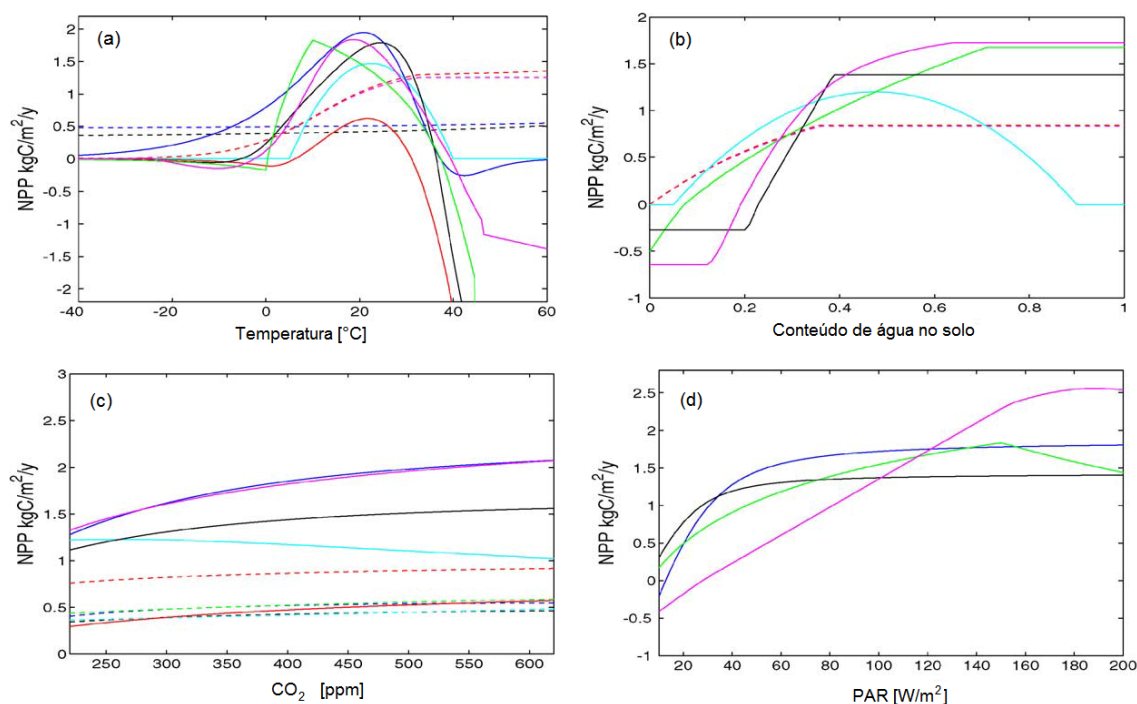 (a)
NPP kgC/m²/y
2
1.5
1
0.5
0
-0.5
-1
-1.5
-2
-40 -20 0 20 40 60
Temperatura [°C]
(b)
NPP kgC/m²/y
2
1.5
1
0.5
0
-0.5
-1
0 0.2 0.4 0.6 0.8 1
Conteúdo de água no solo
(c)
NPP kgC/m²/y
3
2.5
2
1.5
1
0.5
0
250 300 350 400 450 500 550 600
CO₂ [ppm]
(d)
NPP kgC/m²/y
2.5
2
1.5
1
0.5
0
-0.5
-1
20 40 60 80 100 120 140 160 180 200
PAR [W/m²]